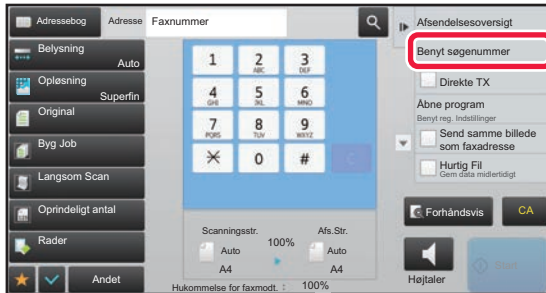 Adressebog
Adresse
Faxnummer
Belysning
Auto
Opløsning
Superfin
Original
Byg Job
Langsom Scan
Oprindeligt antal
Rader
Andet
1
2
ABC
3
DEF
4
GHI
5
JKL
6
MNO
7
PQRS
8
TUV
9
WXYZ
0
#
C
Scanningsstr.
100%
Afs.Str.
Auto
Auto
A4
A4
Hukommelse for faxmodt. : 100%
Afsendelsesoversigt
Benyt søgenummer
Direkte TX
Åbne program
Benyt reg. Indstillinger
Send samme billede
som faxadresse
Hurtig Fil
Gem data midlertidigt
Forhåndsvis
CA
Højtaler
Start